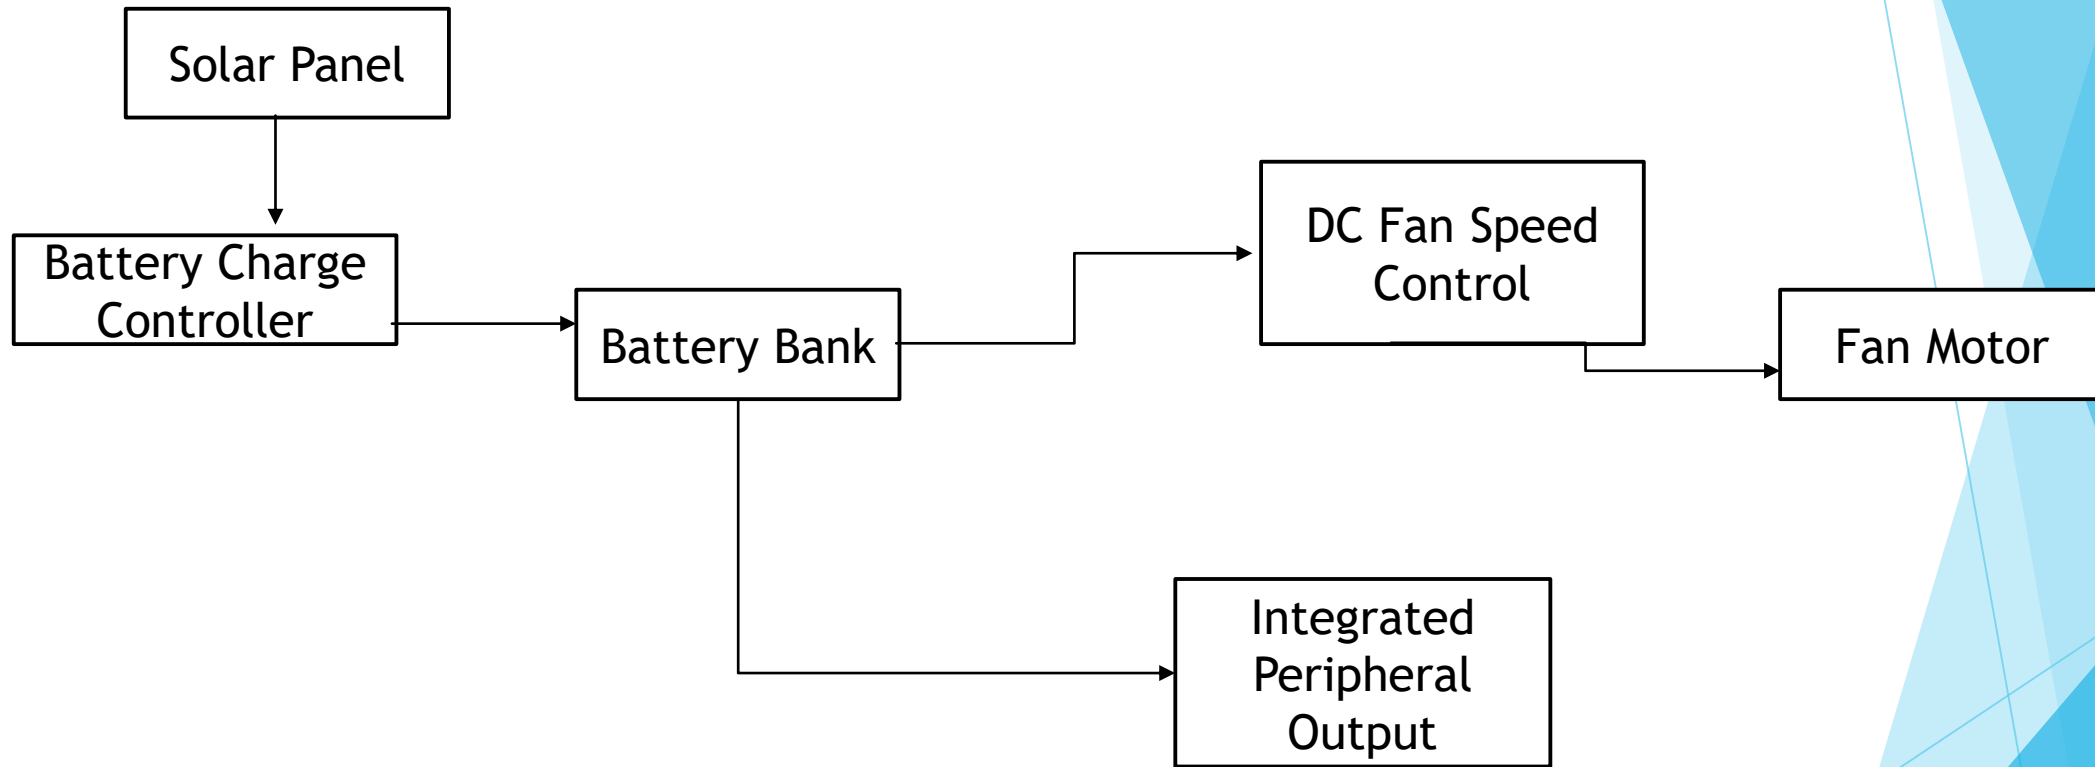 Solar Panel
Battery Charge
Controller
Battery Bank
DC Fan Speed
Control
Fan Motor
Integrated
Peripheral
Output